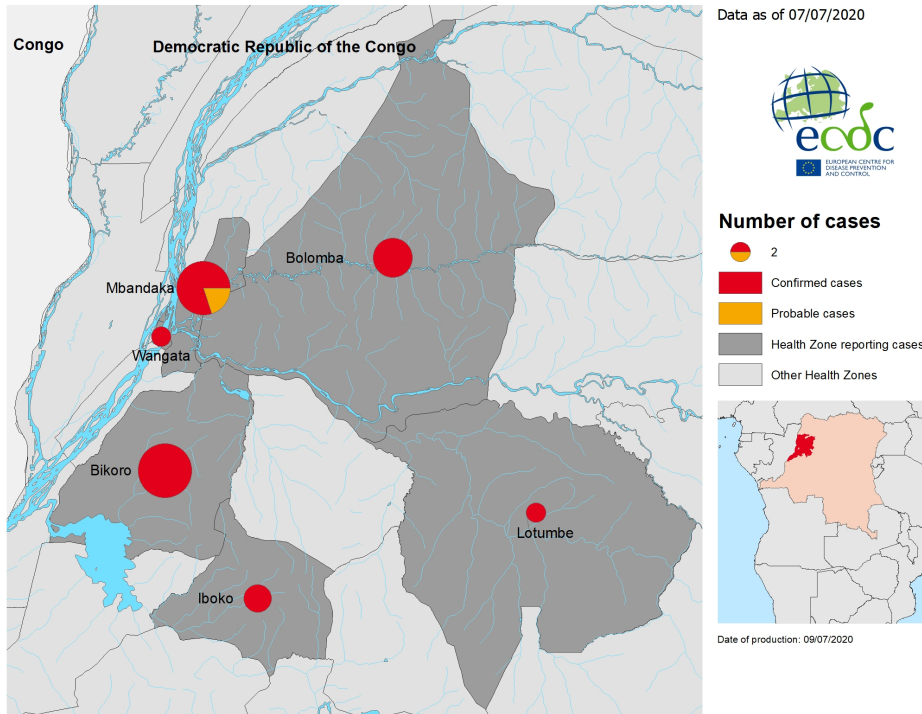 Congo
Democratic Republic of the Congo
Bolomba
Mbandaka
Wangata
Bikoro
Lotumbe
Iboko
Data as of 07/07/2020
ecdc
EUROPEAN CENTRE FOR
DISEASE PREVENTION
AND CONTROL
Number of cases
2
Confirmed cases
Probable cases
Health Zone reporting cases
Other Health Zones
Date of production: 09/07/2020